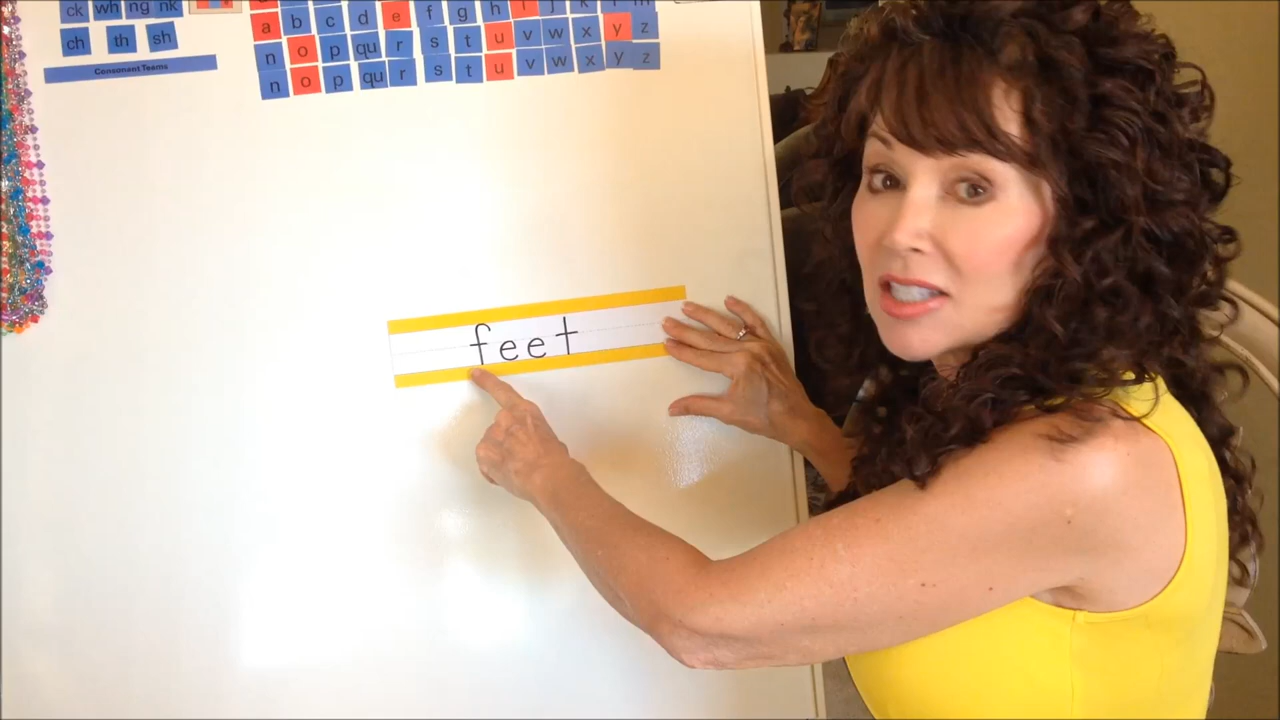 ck wh ng nk
ch th sh
Consonant Teams
a b c d e f g h i j k l m
n o p qu r s t u v w x y z
n o p qu r s t u v w x y z
feet